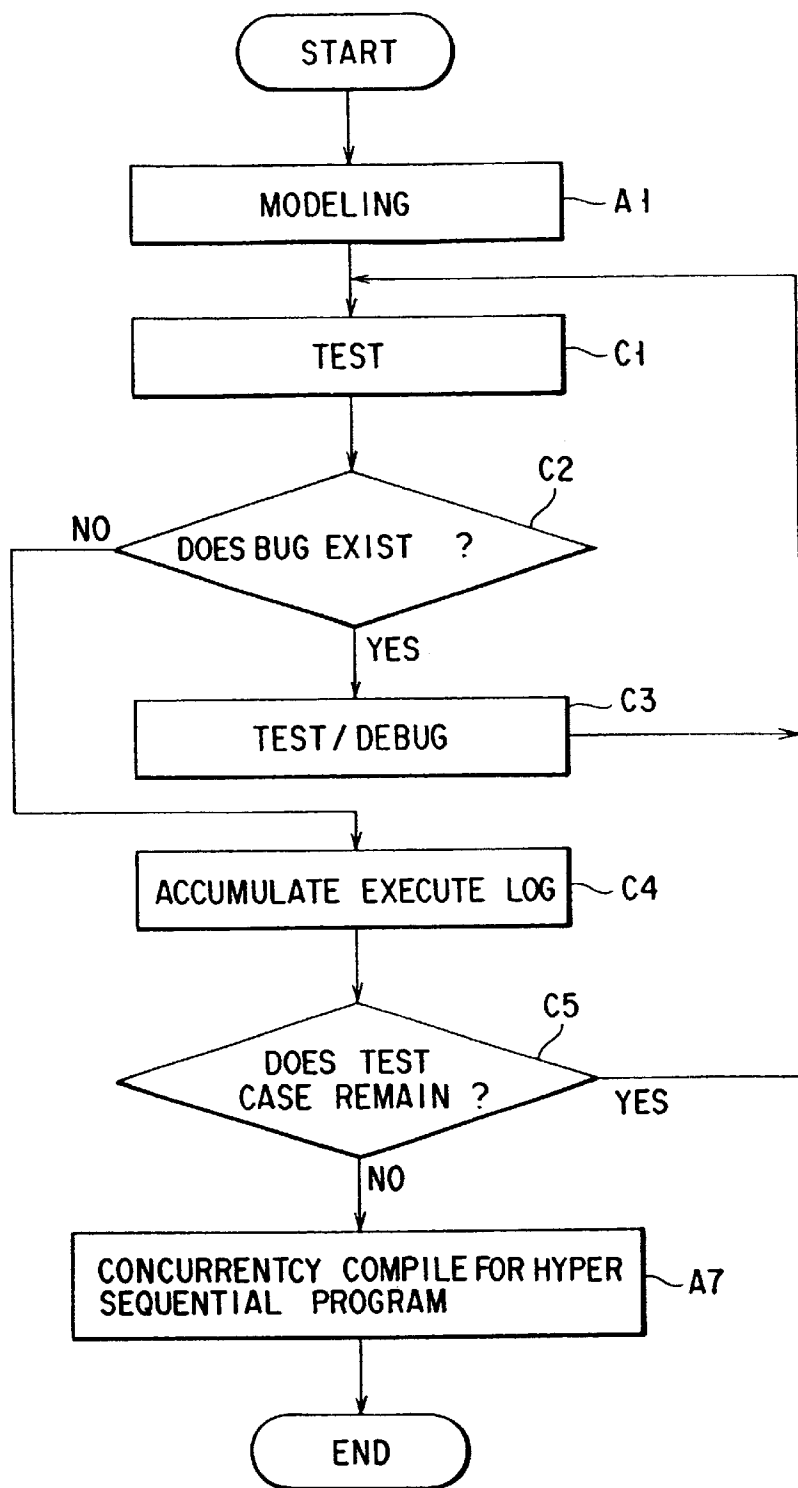 START
MODELING
A1
TEST
C1
C2
NO
DOES BUG EXIST ?
YES
C3
TEST / DEBUG
ACCUMULATE EXECUTE LOG
C4
C5
DOES TEST
CASE REMAIN ?
YES
NO
CONCURRENTCY COMPILE FOR HYPER
SEQUENTIAL PROGRAM
A7
END